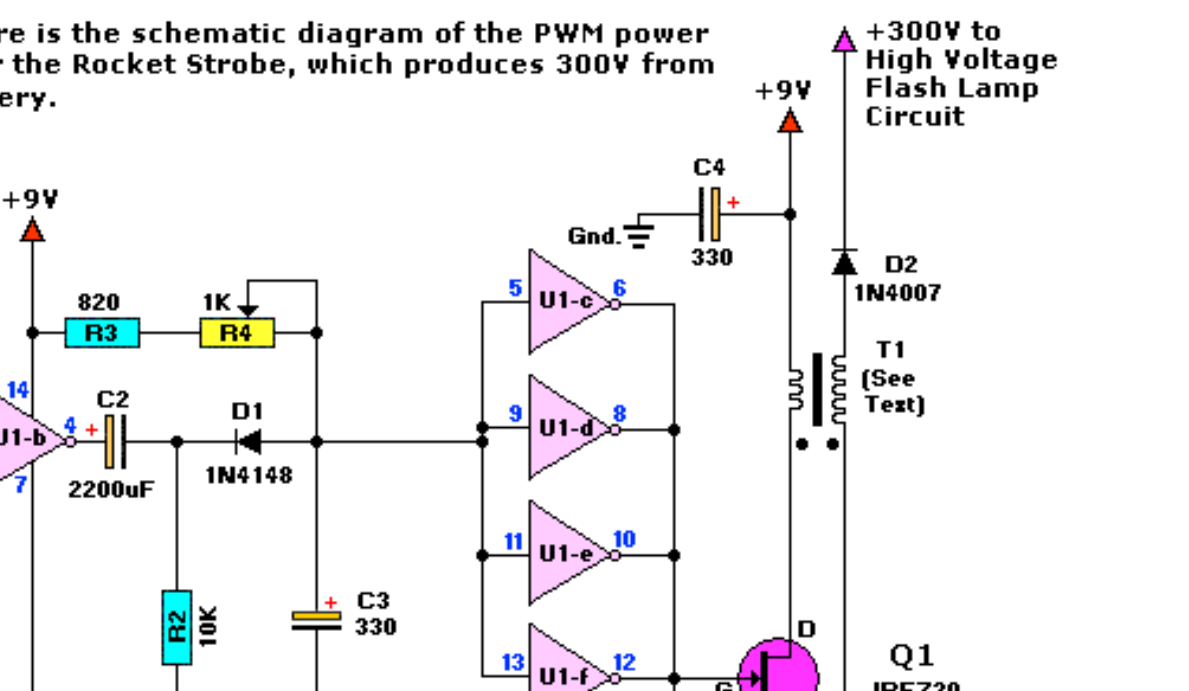 re is the schematic diagram of the PWM power
r the Rocket Strobe, which produces 300V from
ery.
+300V to
High Voltage
Flash Lamp
Circuit
+9V
C4
+
Gnd.
330
+9V
D2
1N4007
820
1K
R3
R4
5
U1-c
6
T1
(See
Text)
14
C2
D1
9
U1-d
8
U1-b
4
+
1N4148
7
2200uF
11
U1-e
10
R2
10K
+
C3
330
13
U1-f
12
D
G
Q1